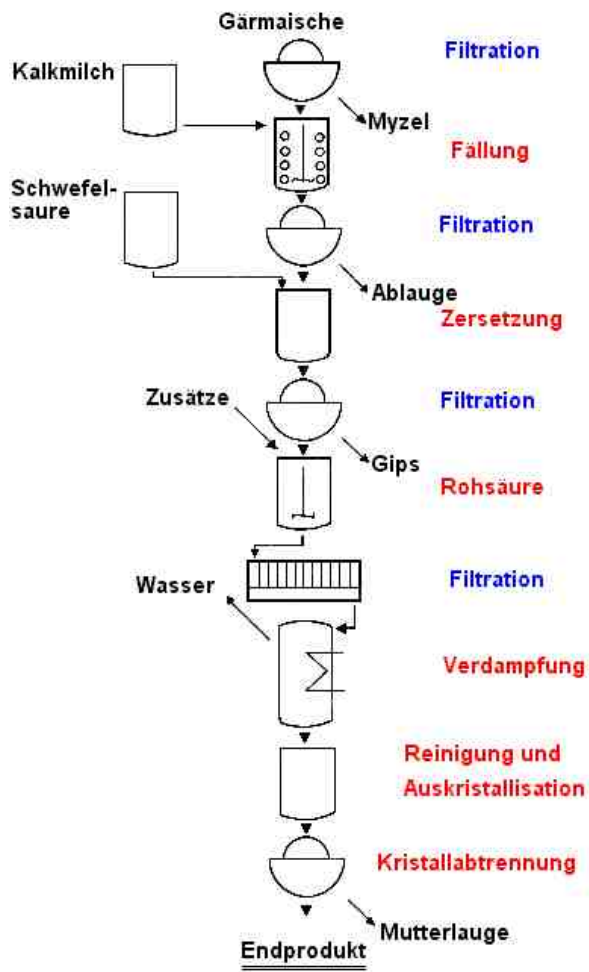 Gärmaische
Filtration
Kalkmilch
Myzel
Fällung
Schwefel-
saure
Filtration
Ablauge
Zersetzung
Zusätze
Filtration
Gips
Rohsäure
Wasser
Filtration
Verdampfung
Reinigung und
Auskristallisation
Kristallabtrennung
Mutterlauge
Endprodukt